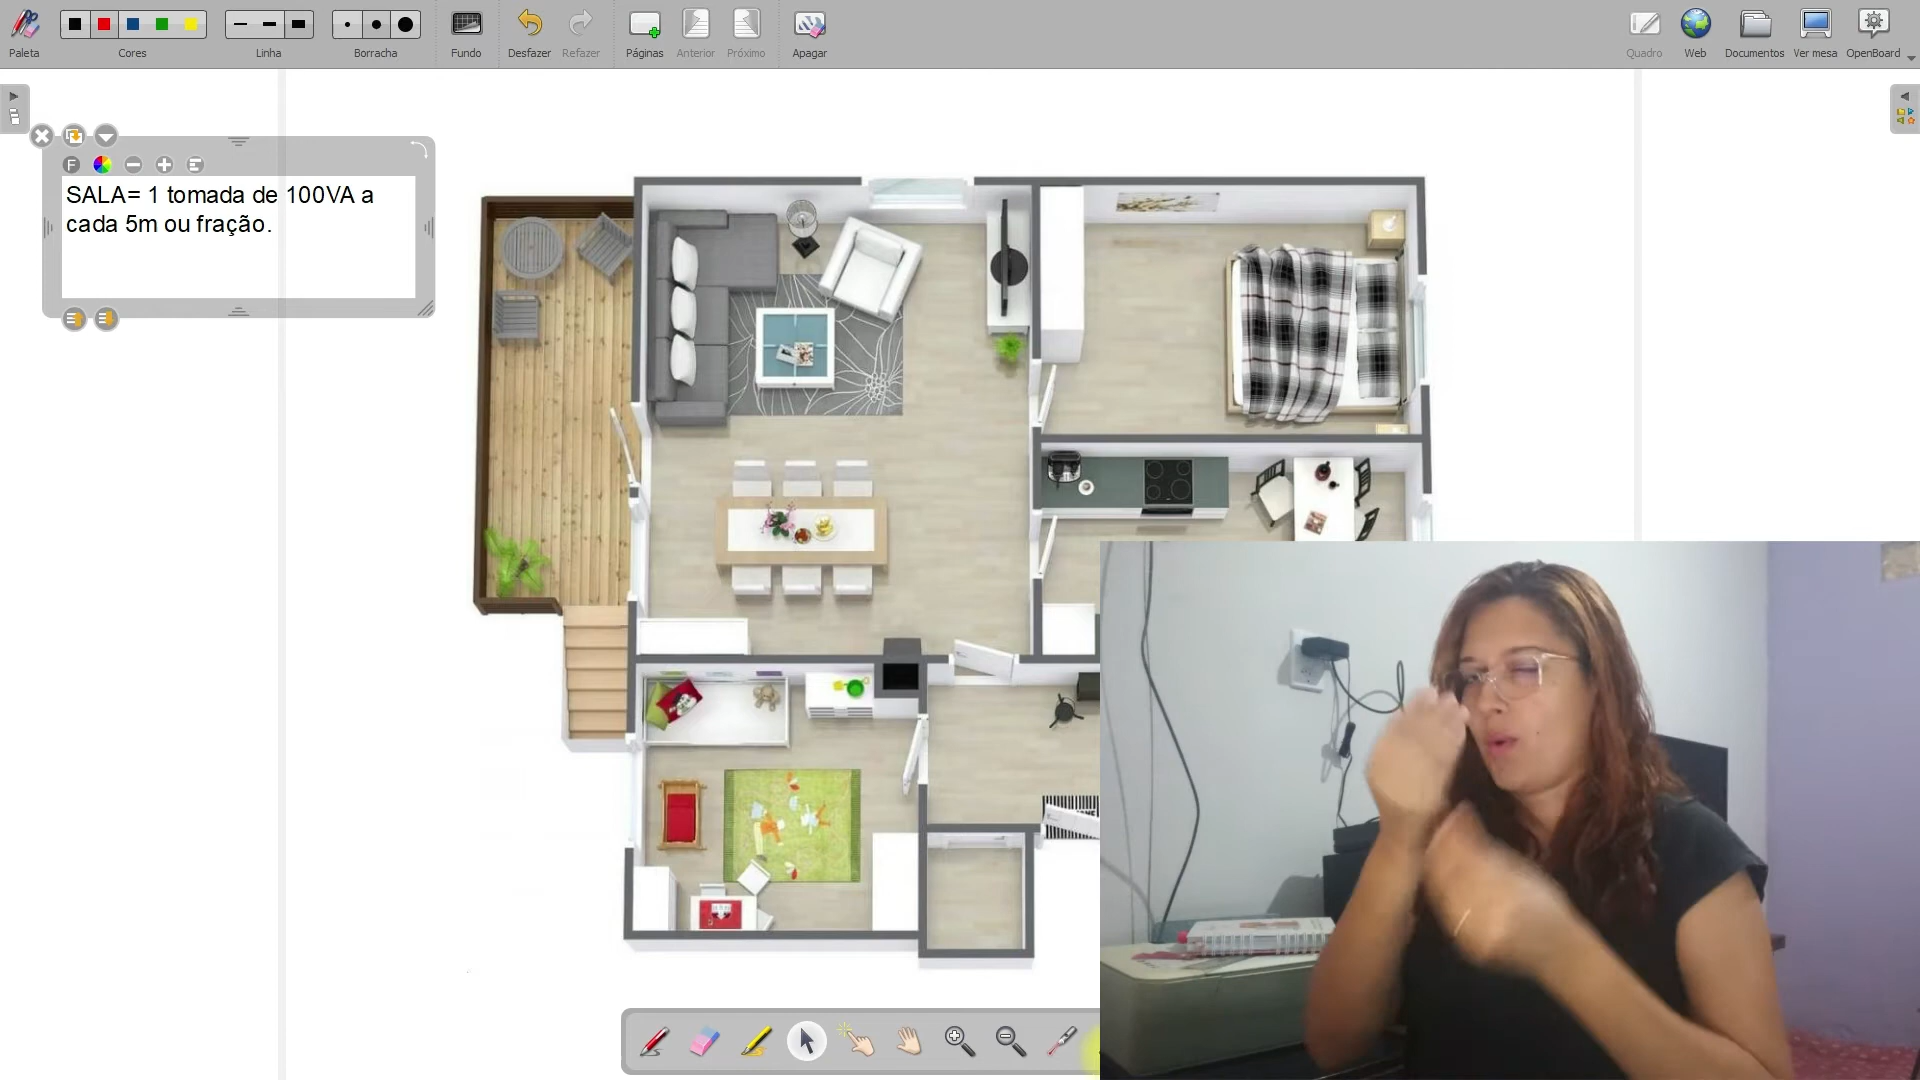 Paleta
Cores
Linha
Borracha
Fundo
Desfazer
Refazer
Páginas
Anterior
Próximo
Apagar
Quadro
Web
Documentos
Ver mesa
OpenBoard
F
SALA= 1 tomada de 100VA a
cada 5m ou fração.